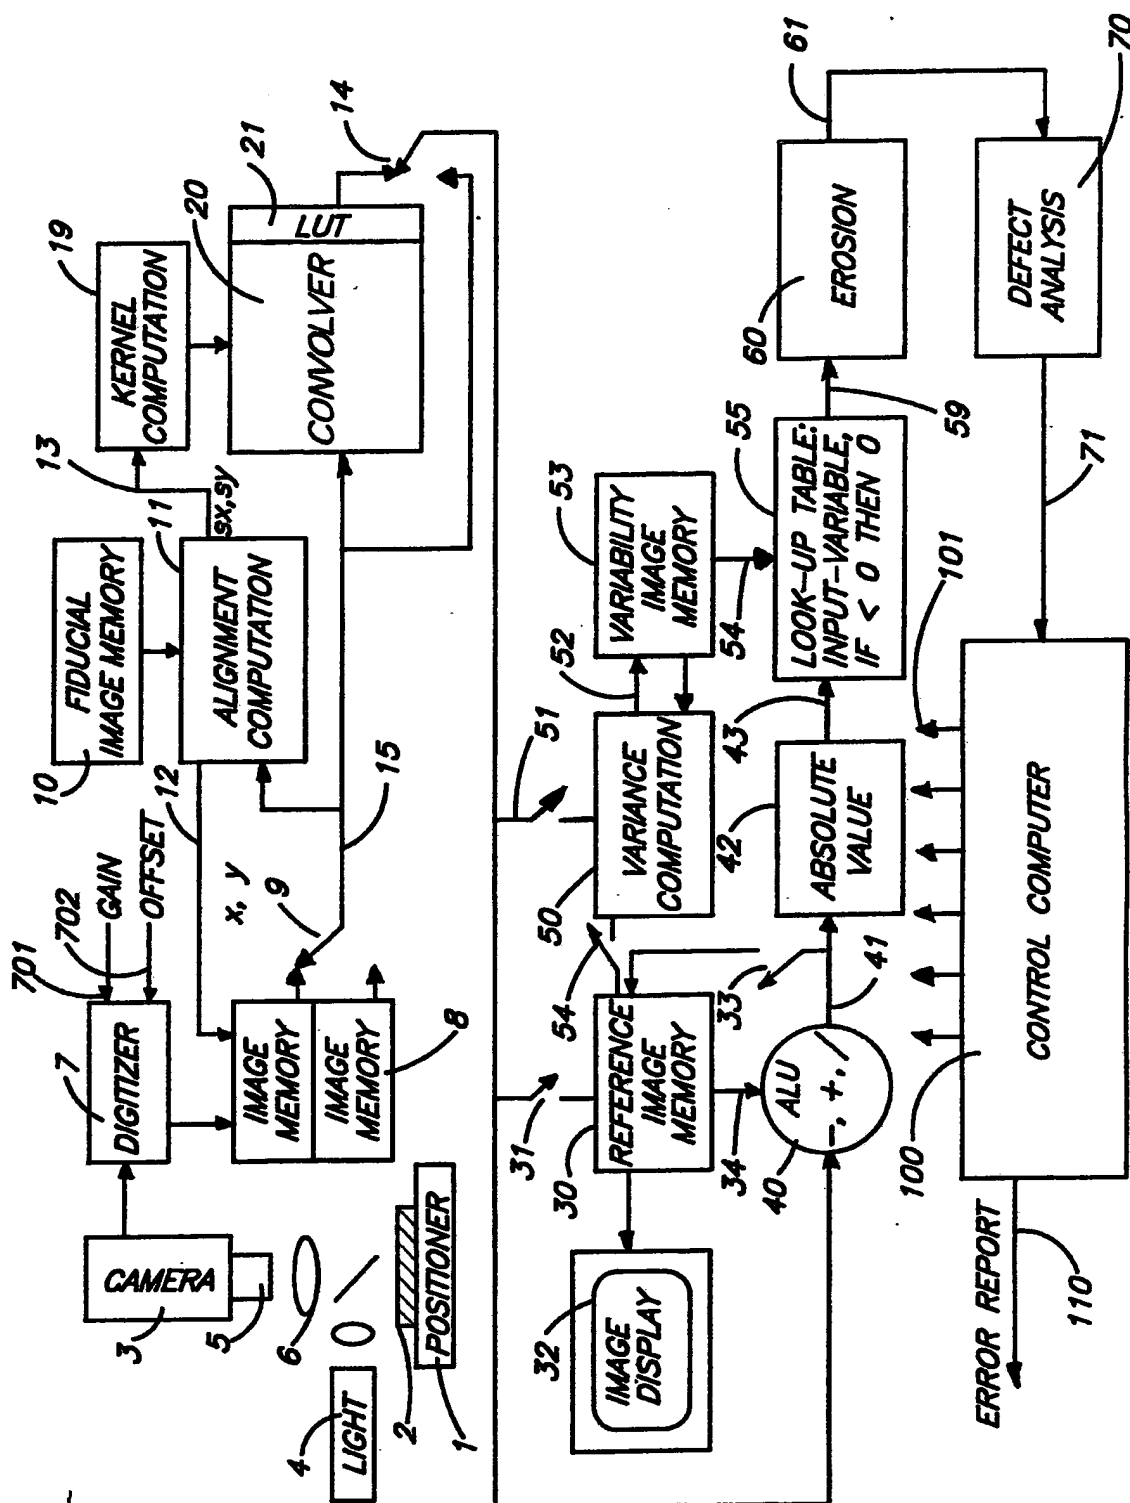 CAMERA
3
5
6
4
LIGHT
2
1
POSITIONER
7
DIGITIZER
701
GAIN
702
OFFSET
IMAGE
MEMORY
IMAGE
MEMORY
8
x, y
9
12
10
FIDUCIAL
IMAGE MEMORY
11
ALIGNMENT
COMPUTATION
sx,sy
13
15
19
KERNEL
COMPUTATION
20
CONVOLVER
21
LUT
14
32
IMAGE
DISPLAY
31
30
REFERENCE
IMAGE
MEMORY
54
34
33
51
50
VARIANCE
COMPUTATION
52
53
VARIABILITY
IMAGE
MEMORY
54
40
ALU
-, +, /
41
42
ABSOLUTE
VALUE
43
55
LOOK-UP TABLE:
INPUT-VARIABLE,
IF < 0 THEN 0
59
60
EROSION
61
70
DEFECT
ANALYSIS
71
101
100
CONTROL COMPUTER
ERROR REPORT
110